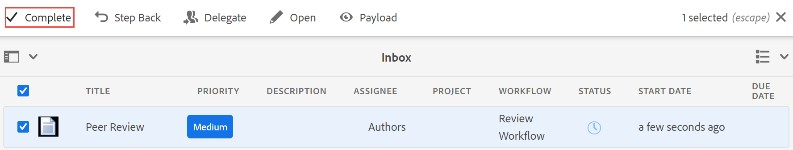 Complete Step Back Delegate Open Payload 1 selected (escape)
Inbox
TITLE PRIORITY DESCRIPTION ASSIGNEE PROJECT WORKFLOW STATUS START DATE DUE DATE
Peer Review Medium Authors Review Workflow a few seconds ago